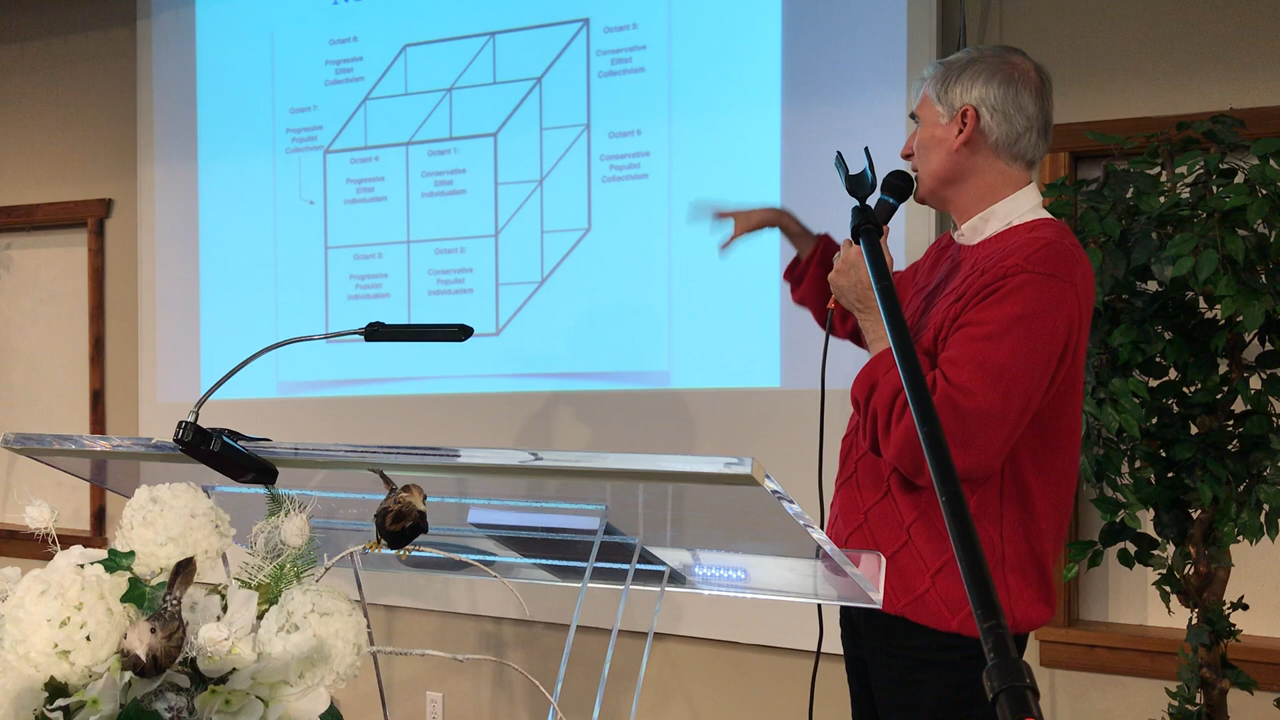 Octant 8:
Progressive
Elitist
Collectivism
Octant 5:
Conservative
Elitist
Collectivism
Octant 7:
Progressive
Populist
Collectivism
Octant 6
Conservative
Populist
Collectivism
Octant 4:
Progressive
Elitist
Individualism
Octant 1:
Conservative
Elitist
Individualism
Octant 3:
Progressive
Populist
Individualism
Octant 2:
Conservative
Populist
Individualism